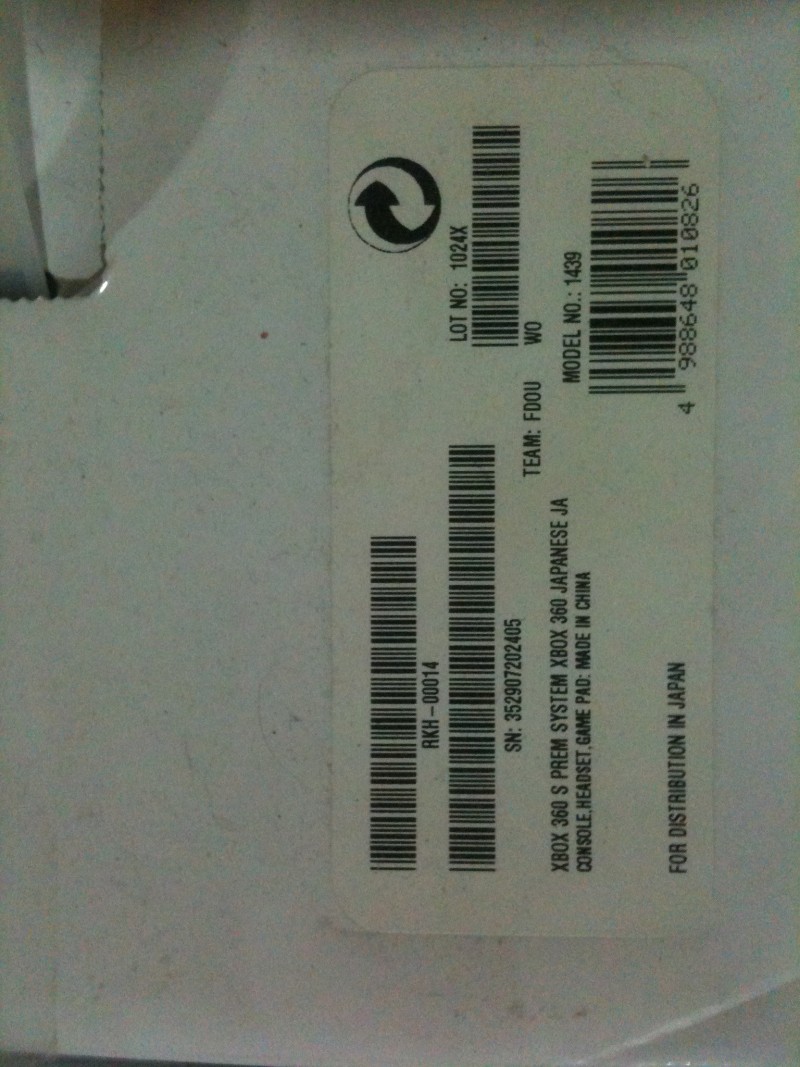 RKH-00014
LOT NO: 1024X
SN: 352907202405
TEAM: FDOU WO
XBOX 360 S PREM SYSTEM XBOX 360 JAPANESE JA
CONSOLE,HEADSET,GAME PAD: MADE IN CHINA
MODEL NO.: 1439
FOR DISTRIBUTION IN JAPAN
4 988648 010826